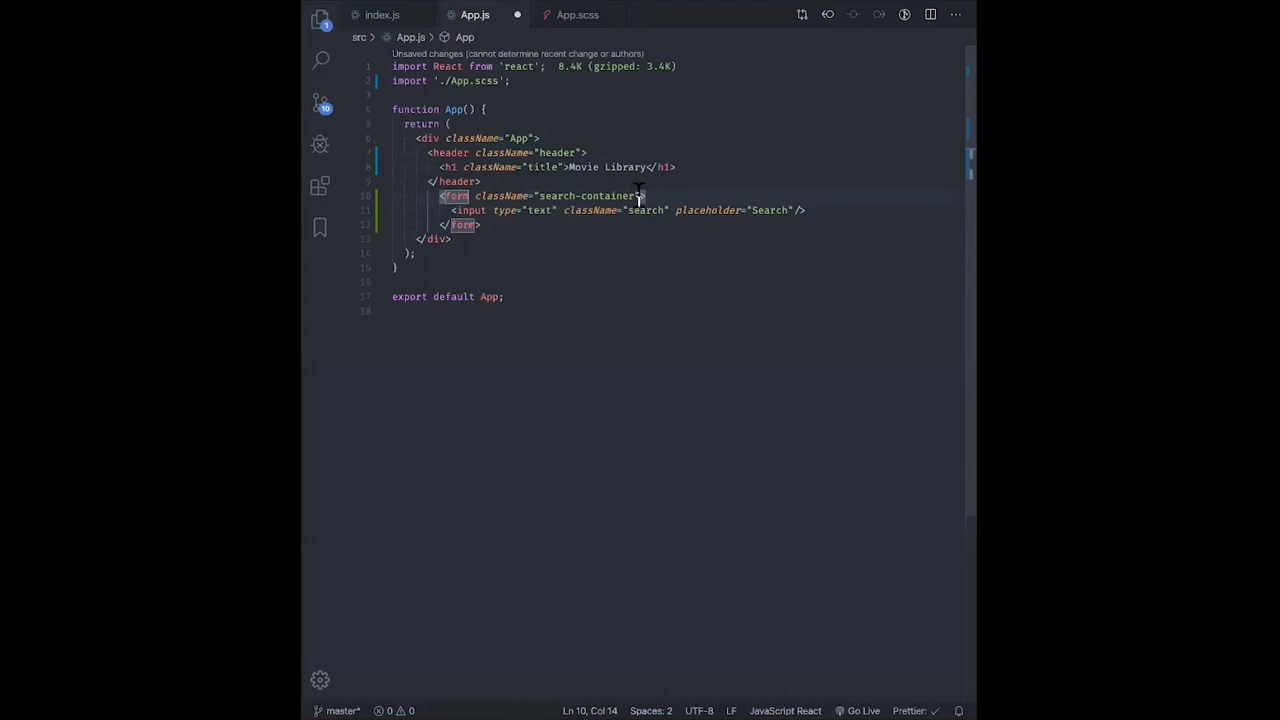 index.js
App.js
App.scss
1
src > App.js > App
Unsaved changes (cannot determine recent change or authors)
1 import React from 'react'; 8.4K (gzipped: 3.4K)
2 import './App.scss';
3
4 function App() {
5 return (
6 <div className="App">
7 <header className="header">
8 <h1 className="title">Movie Library</h1>
9 </header>
10 <form className="search-container">
11 <input type="text" className="search" placeholder="Search"/>
12 </form>
13 </div>
14 );
15 }
16
17 export default App;
18
10
master* 0 0 Ln 10, Col 14 Spaces: 2 UTF-8 LF JavaScript React Go Live Prettier: ✓